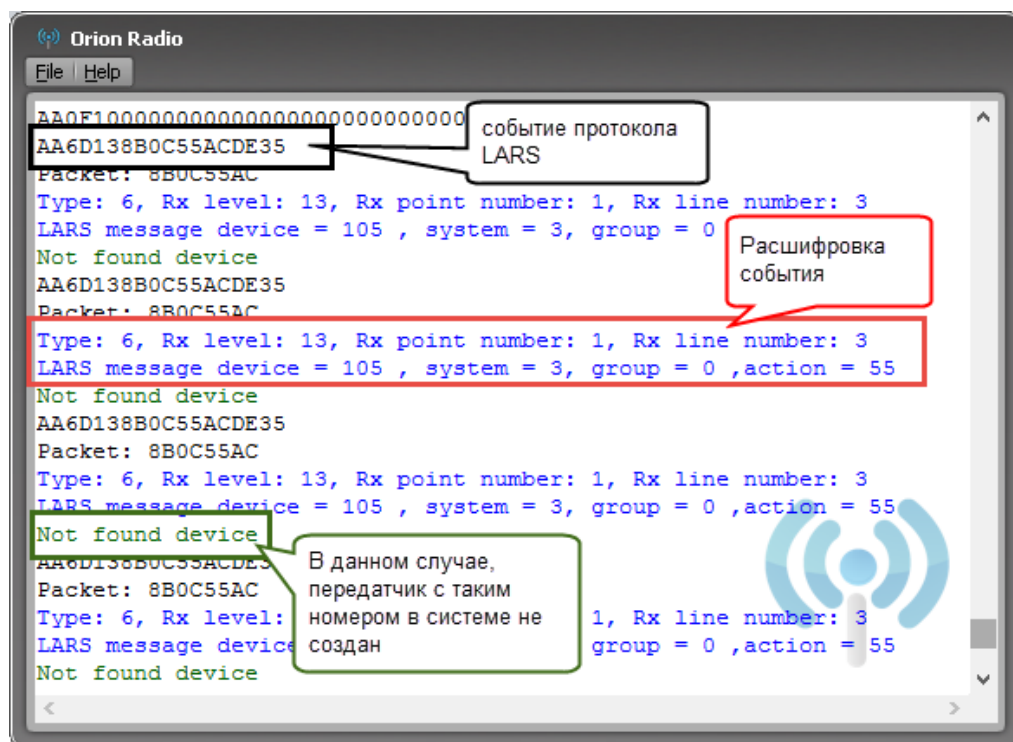 Orion Radio
File Help
AA0F10000000000000000000000000
AA6D138B0C55ACDE35
событие протокола
LARS
Packet: 8B0C55AC
Type: 6, Rx level: 13, Rx point number: 1, Rx line number: 3
LARS message device = 105 , system = 3, group = 0
Расшифровка
события
Not found device
AA6D138B0C55ACDE35
Packet: 8B0C55AC
Type: 6, Rx level: 13, Rx point number: 1, Rx line number: 3
LARS message device = 105 , system = 3, group = 0 ,action = 55
Not found device
AA6D138B0C55ACDE35
Packet: 8B0C55AC
Type: 6, Rx level: 13, Rx point number: 1, Rx line number: 3
LARS message device = 105 , system = 3, group = 0 ,action = 55
Not found device
В данном случае,
передатчик с таким
номером в системе не
создан
AA6D138B0C55ACDE3
Packet: 8B0C55AC
Type: 6, Rx level: 1, Rx line number: 3
LARS message device group = 0 ,action = 55
Not found device